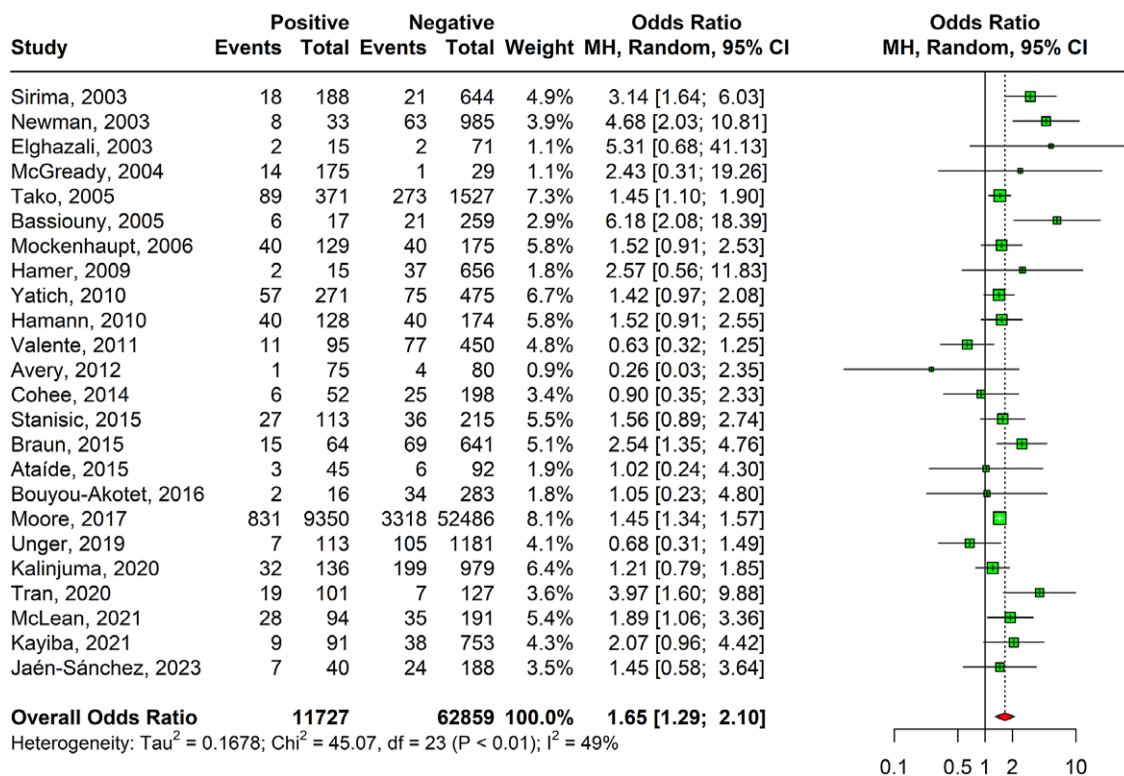 Positive Negative Odds Ratio Odds Ratio
Study Events Total Events Total Weight MH, Random, 95% CI MH, Random, 95% CI
Sirima, 2003 18 188 21 644 4.9% 3.14 [1.64; 6.03]
Newman, 2003 8 33 63 985 3.9% 4.68 [2.03; 10.81]
Elghazali, 2003 2 15 2 71 1.1% 5.31 [0.68; 41.13]
McGready, 2004 14 175 1 29 1.1% 2.43 [0.31; 19.26]
Tako, 2005 89 371 273 1527 7.3% 1.45 [1.10; 1.90]
Bassiouny, 2005 6 17 21 259 2.9% 6.18 [2.08; 18.39]
Mockenhaupt, 2006 40 129 40 175 5.8% 1.52 [0.91; 2.53]
Hamer, 2009 2 15 37 656 1.8% 2.57 [0.56; 11.83]
Yatich, 2010 57 271 75 475 6.7% 1.42 [0.97; 2.08]
Hamann, 2010 40 128 40 174 5.8% 1.52 [0.91; 2.55]
Valente, 2011 11 95 77 450 4.8% 0.63 [0.32; 1.25]
Avery, 2012 1 75 4 80 0.9% 0.26 [0.03; 2.35]
Cohee, 2014 6 52 25 198 3.4% 0.90 [0.35; 2.33]
Stanisic, 2015 27 113 36 215 5.5% 1.56 [0.89; 2.74]
Braun, 2015 15 64 69 641 5.1% 2.54 [1.35; 4.76]
Ataíde, 2015 3 45 6 92 1.9% 1.02 [0.24; 4.30]
Bouyou-Akotet, 2016 2 16 34 283 1.8% 1.05 [0.23; 4.80]
Moore, 2017 831 9350 3318 52486 8.1% 1.45 [1.34; 1.57]
Unger, 2019 7 113 105 1181 4.1% 0.68 [0.31; 1.49]
Kalinjuma, 2020 32 136 199 979 6.4% 1.21 [0.79; 1.85]
Tran, 2020 19 101 7 127 3.5% 3.97 [1.60; 9.88]
McLean, 2021 28 94 35 191 5.4% 1.89 [1.06; 3.36]
Kayiba, 2021 9 91 38 753 4.3% 2.07 [0.96; 4.42]
Jaén-Sánchez, 2023 7 40 24 188 3.5% 1.45 [0.58; 3.64]
Overall Odds Ratio 11727 62859 100.0% 1.65 [1.29; 2.10]
Heterogeneity: Tau² = 0.1678; Chi² = 45.07, df = 23 (P < 0.01); I² = 49%
0.1 0.5 1 2 10